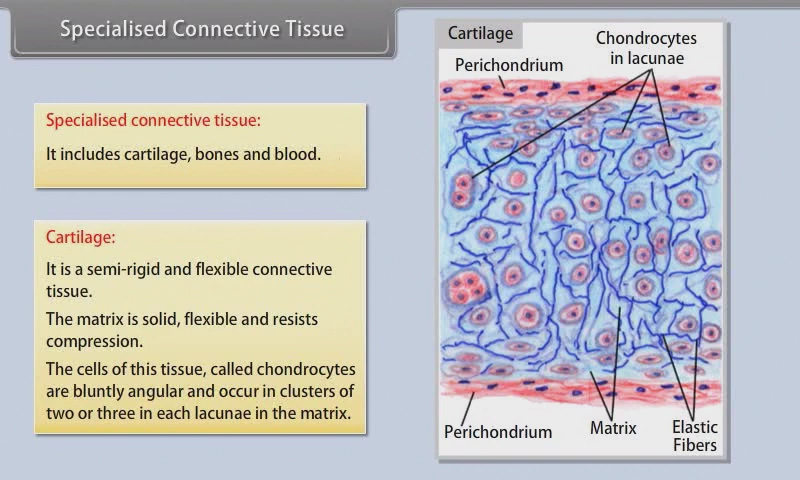 Specialised Connective Tissue
Specialised connective tissue:
It includes cartilage, bones and blood.
Cartilage:
It is a semi-rigid and flexible connective
tissue.
The matrix is solid, flexible and resists
compression.
The cells of this tissue, called chondrocytes
are bluntly angular and occur in clusters of
two or three in each lacunae in the matrix.
Cartilage
Chondrocytes
in lacunae
Perichondrium
Perichondrium
Matrix
Elastic
Fibers